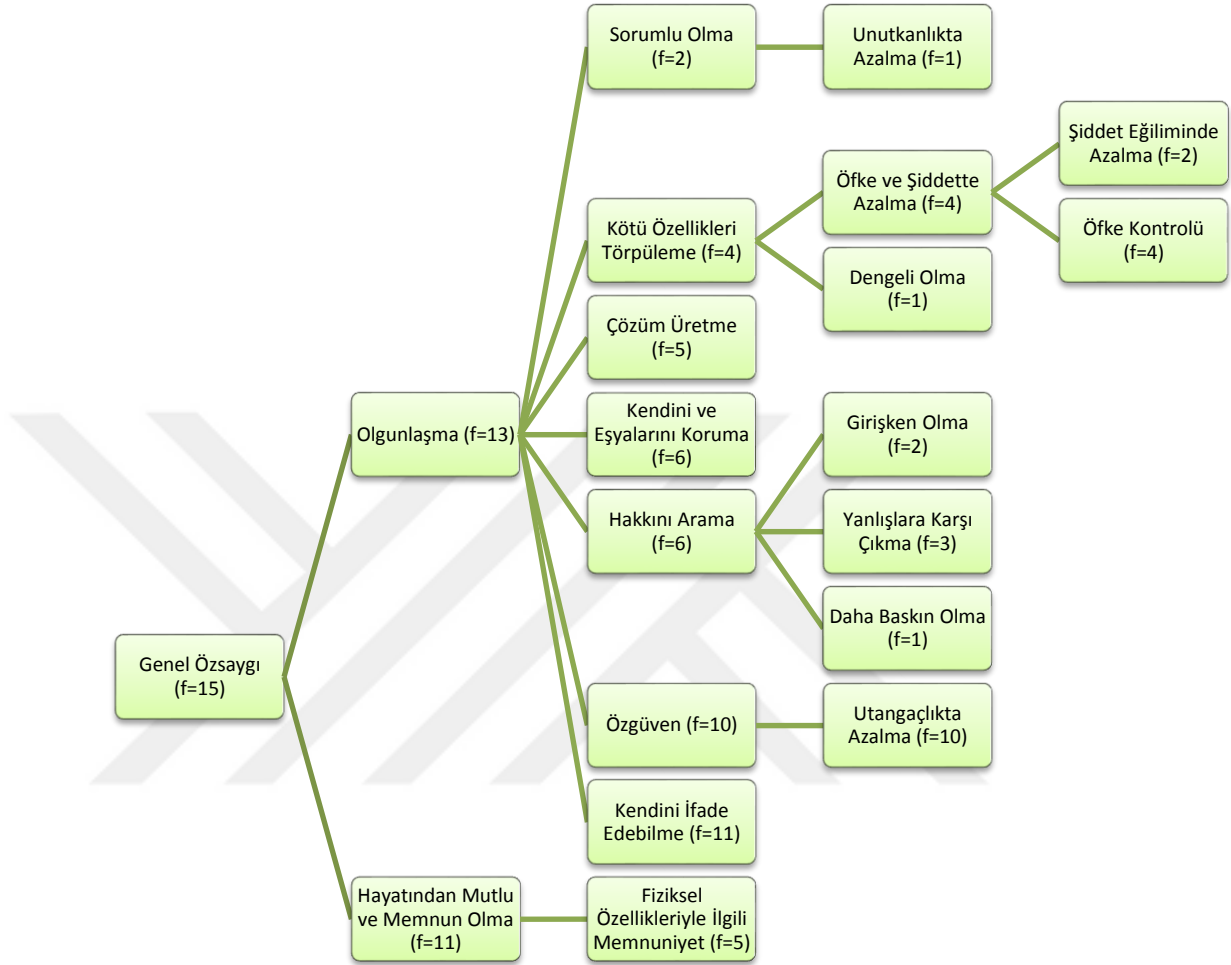 Genel Özsaygı
(f=15)
Olgunlaşma (f=13)
Sorumlu Olma
(f=2)
Unutkanlıkta
Azalma (f=1)
Kötü Özellikleri
Törpüleme (f=4)
Öfke ve Şiddette
Azalma (f=4)
Şiddet Eğiliminde
Azalma (f=2)
Öfke Kontrolü
(f=4)
Dengeli Olma
(f=1)
Çözüm Üretme
(f=5)
Kendini ve
Eşyalarını Koruma
(f=6)
Hakkını Arama
(f=6)
Girişken Olma
(f=2)
Yanlışlara Karşı
Çıkma (f=3)
Daha Baskın Olma
(f=1)
Özgüven (f=10)
Utangaçlıkta
Azalma (f=10)
Kendini İfade
Edebilme (f=11)
Hayatından Mutlu
ve Memnun Olma
(f=11)
Fiziksel
Özellikleriyle İlgili
Memnuniyet (f=5)